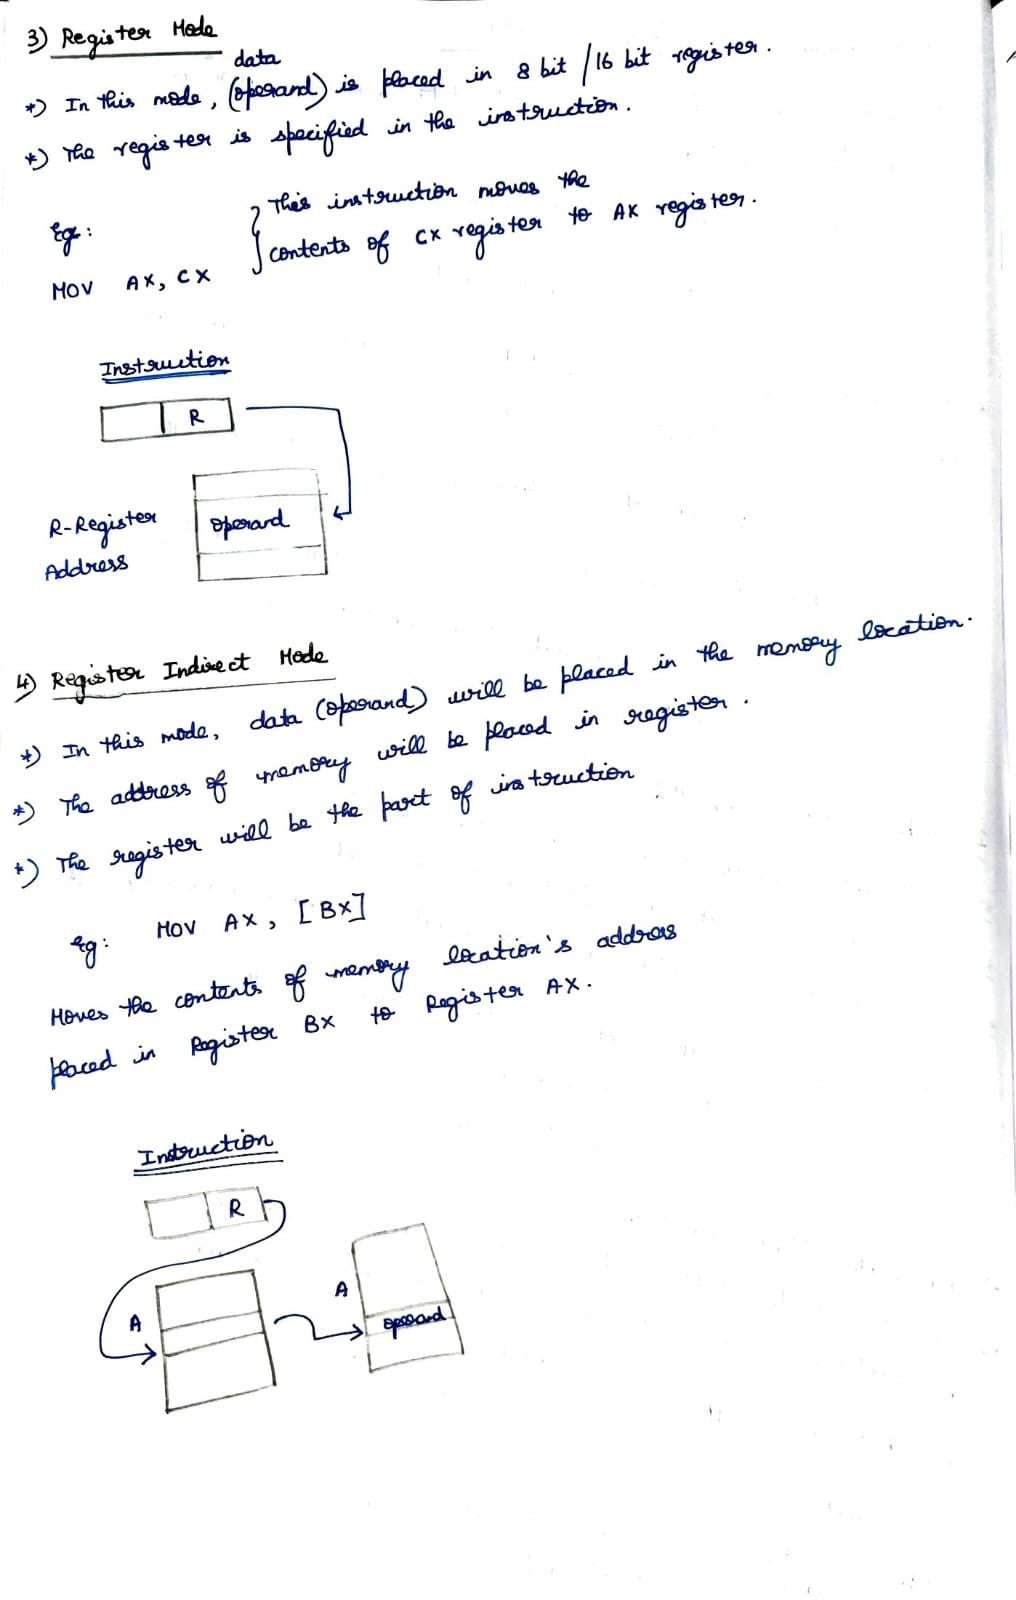 3) Register Mode
data
*) In this mode, (operand) is placed in 8 bit /16 bit register.
*) The register is specified in the instruction.
Eg:
This instruction moves the
contents of CX register to AX register.
MOV AX, CX
Instruction
R
R-Register
Address
operand
4) Register Indirect Mode
*) In this mode, data (operand) will be placed in the memory location.
*) The address of memory will be placed in register.
*) The register will be the part of instruction
Eg: MOV AX, [BX]
Moves the contents of memory location's address
placed in Register BX to Register AX.
Instruction
R
A
A
operand